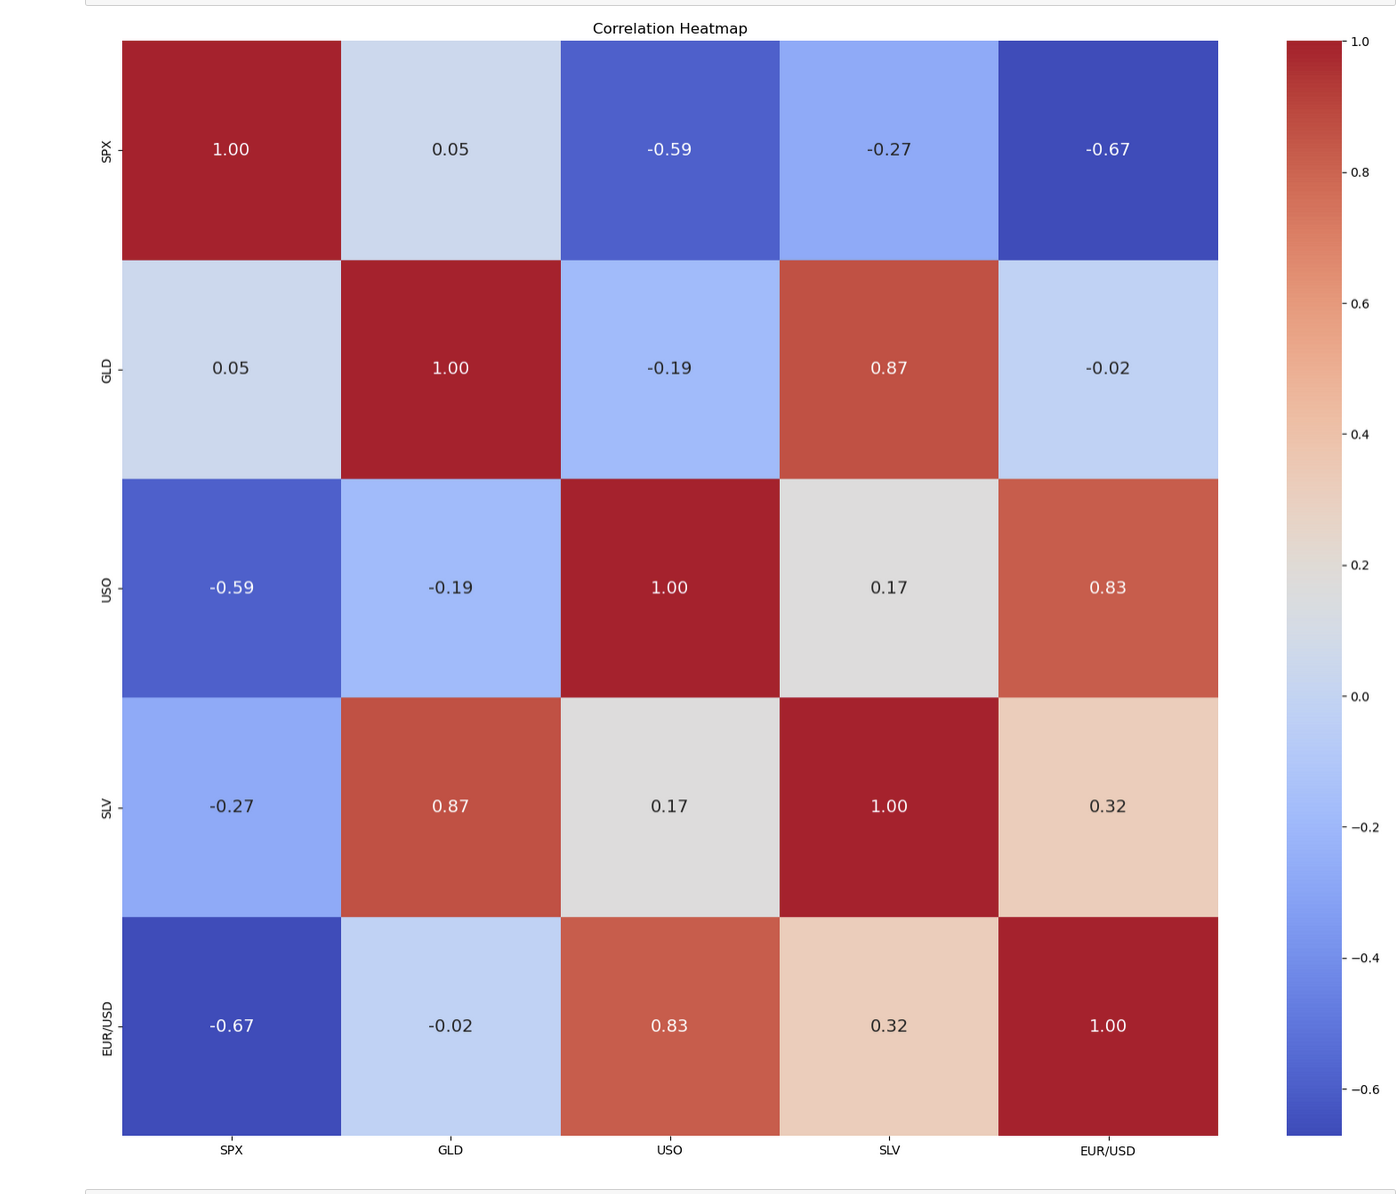 Correlation Heatmap
SPX 1.00 0.05 -0.59 -0.27 -0.67
GLD 0.05 1.00 -0.19 0.87 -0.02
USO -0.59 -0.19 1.00 0.17 0.83
SLV -0.27 0.87 0.17 1.00 0.32
EUR/USD -0.67 -0.02 0.83 0.32 1.00
SPX GLD USO SLV EUR/USD
1.0
0.8
0.6
0.4
0.2
0.0
−0.2
−0.4
−0.6